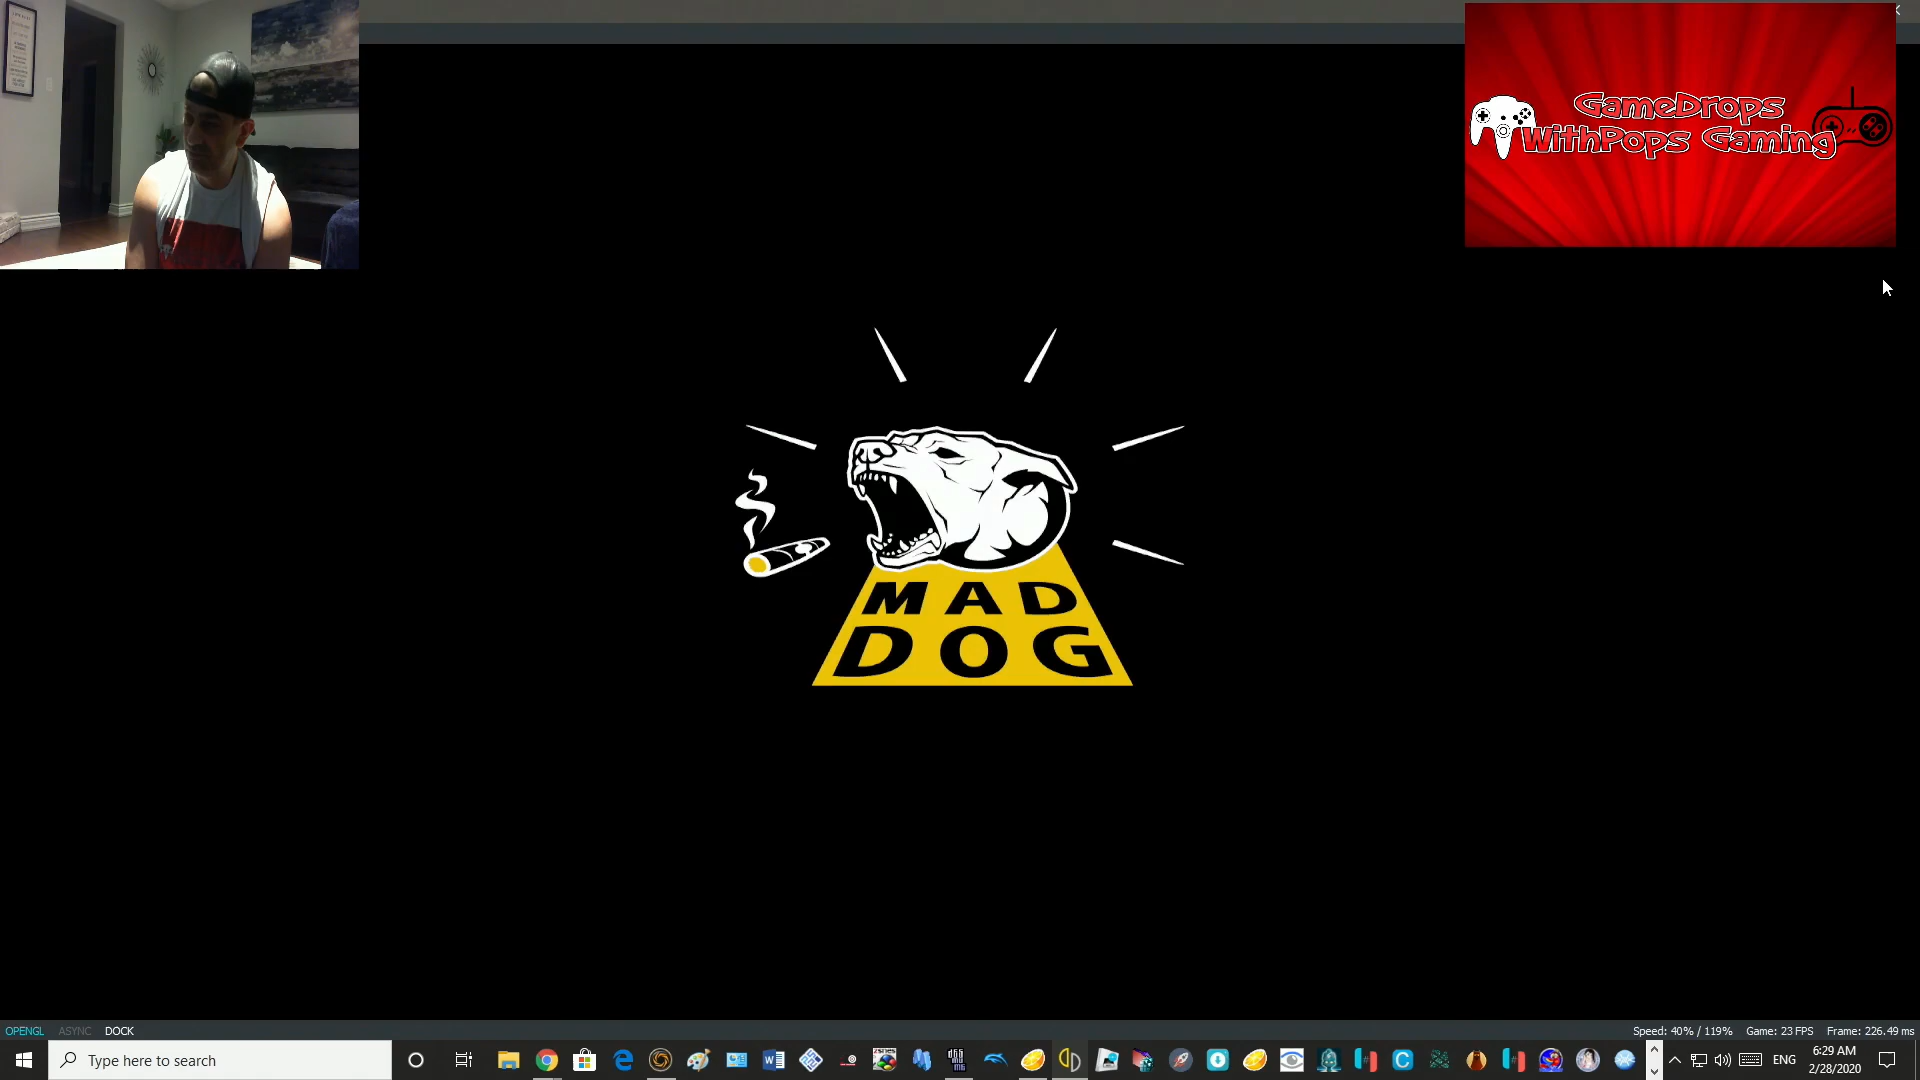 GameDrops
WithPops Gaming
MAD
DOG
OPENGL ASYNC DOCK
Speed: 40% / 119% Game: 23 FPS Frame: 226.49 ms
Type here to search
ENG
6:29 AM
2/28/2020